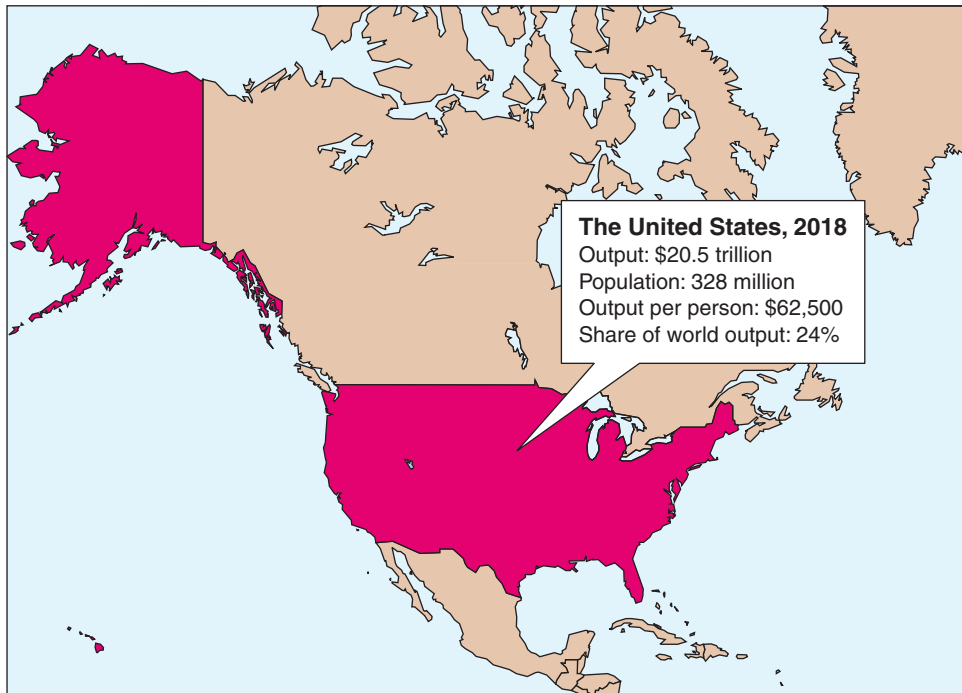 The United States, 2018
Output: $20.5 trillion
Population: 328 million
Output per person: $62,500
Share of world output: 24%